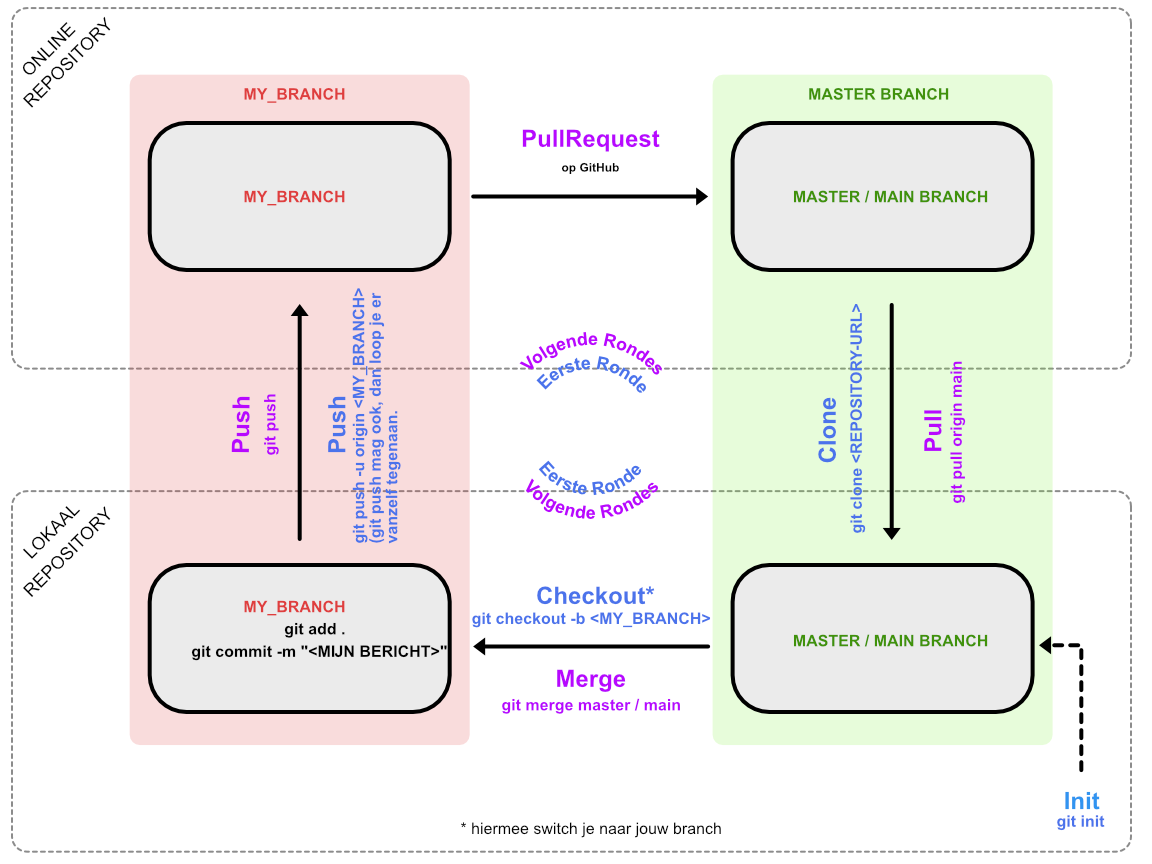 ONLINE
REPOSITORY
MY_BRANCH
MASTER BRANCH
MY_BRANCH
PullRequest
op GitHub
MASTER / MAIN BRANCH
Push
git push
Push
git push -u origin <MY_BRANCH>
(git push mag ook, dan loop je er
vanzelf tegenaan.
Volgende Rondes
Eerste Ronde
Eerste Ronde
Volgende Rondes
Clone
git clone <REPOSITORY-URL>
Pull
git pull origin main
LOKAAL
REPOSITORY
MY_BRANCH
git add .
git commit -m "<MIJN BERICHT>"
Checkout*
git checkout -b <MY_BRANCH>
Merge
git merge master / main
MASTER / MAIN BRANCH
Init
git init
* hiermee switch je naar jouw branch